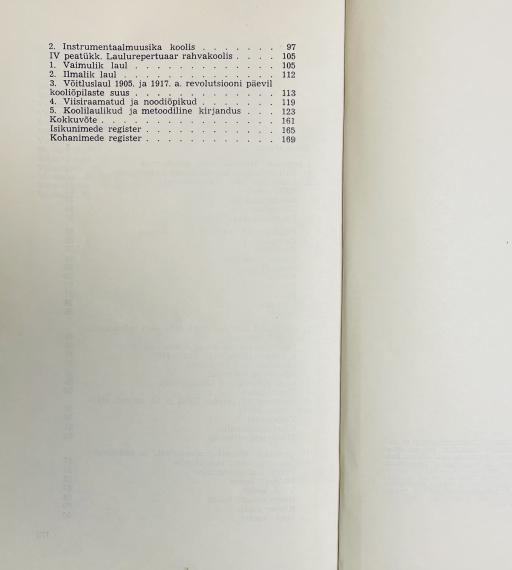 2. Instrumentaalmuusika koolis . . . . . . . 97
IV peatükk. Laulurepertuaar rahvakoolis . . . . 105
1. Vaimulik laul . . . . . . . . . . 105
2. Ilmalik laul . . . . . . . . . . . 112
3. Võitluslaul 1905. ja 1917. a. revolutsiooni päevil
kooliõpilaste suus . . . . . . . . . . 113
4. Viisiraamatud ja noodiõpikud . . . . . . 119
5. Koolilaulikud ja metoodiline kirjandus . . . 123
Kokkuvõte . . . . . . . . . . . . 161
Isikunimede register . . . . . . . . . 165
Kohanimede register . . . . . . . . . 169